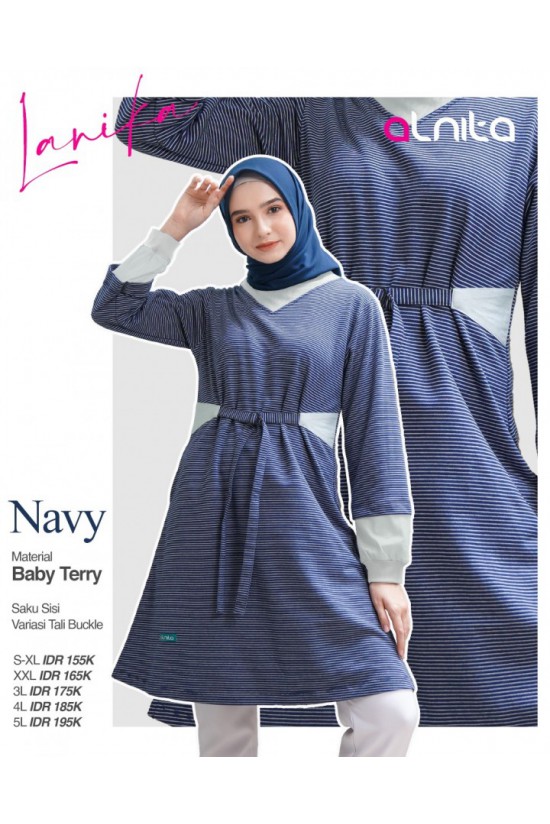 Lanika
alnita
Navy
Material
Baby Terry
Saku Sisi
Variasi Tali Buckle
S-XL IDR 155K
XXL IDR 165K
3L IDR 175K
4L IDR 185K
5L IDR 195K
alnita